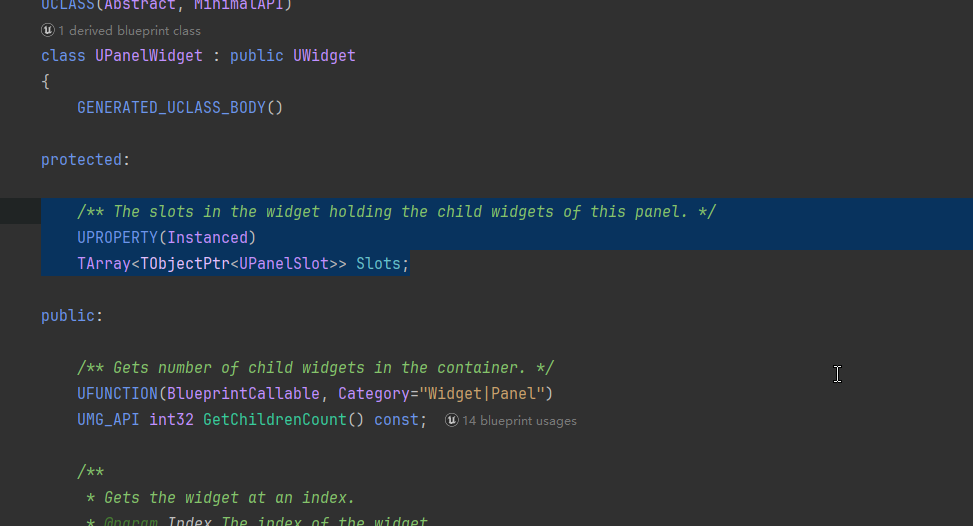 UCLASS(Abstract, MinimalAPI)
1 derived blueprint class
class UPanelWidget : public UWidget
{
GENERATED_UCLASS_BODY()
protected:
/** The slots in the widget holding the child widgets of this panel. */
UPROPERTY(Instanced)
TArray<TObjectPtr<UPanelSlot>> Slots;
public:
/** Gets number of child widgets in the container. */
UFUNCTION(BlueprintCallable, Category="Widget|Panel")
UMG_API int32 GetChildrenCount() const; 14 blueprint usages
/**
* Gets the widget at an index.
* @param Index The index of the widget.